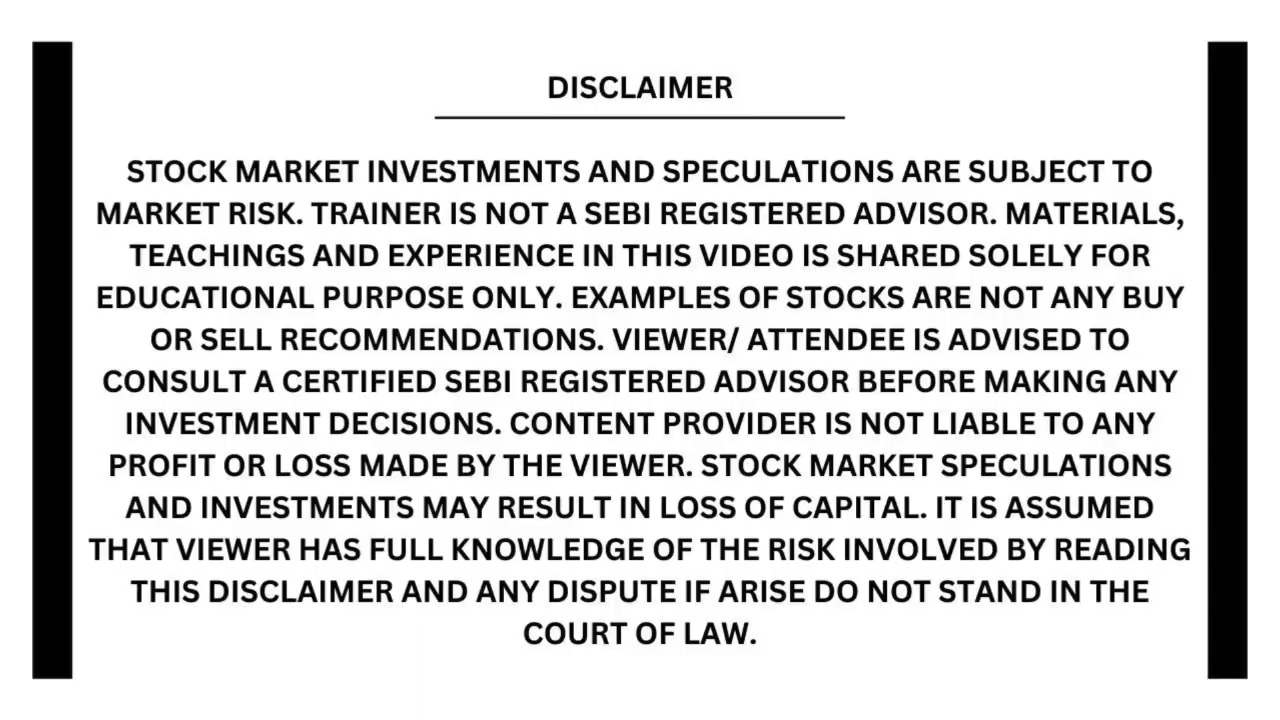 DISCLAIMER
STOCK MARKET INVESTMENTS AND SPECULATIONS ARE SUBJECT TO
MARKET RISK. TRAINER IS NOT A SEBI REGISTERED ADVISOR. MATERIALS,
TEACHINGS AND EXPERIENCE IN THIS VIDEO IS SHARED SOLELY FOR
EDUCATIONAL PURPOSE ONLY. EXAMPLES OF STOCKS ARE NOT ANY BUY
OR SELL RECOMMENDATIONS. VIEWER/ ATTENDEE IS ADVISED TO
CONSULT A CERTIFIED SEBI REGISTERED ADVISOR BEFORE MAKING ANY
INVESTMENT DECISIONS. CONTENT PROVIDER IS NOT LIABLE TO ANY
PROFIT OR LOSS MADE BY THE VIEWER. STOCK MARKET SPECULATIONS
AND INVESTMENTS MAY RESULT IN LOSS OF CAPITAL. IT IS ASSUMED
THAT VIEWER HAS FULL KNOWLEDGE OF THE RISK INVOLVED BY READING
THIS DISCLAIMER AND ANY DISPUTE IF ARISE DO NOT STAND IN THE
COURT OF LAW.